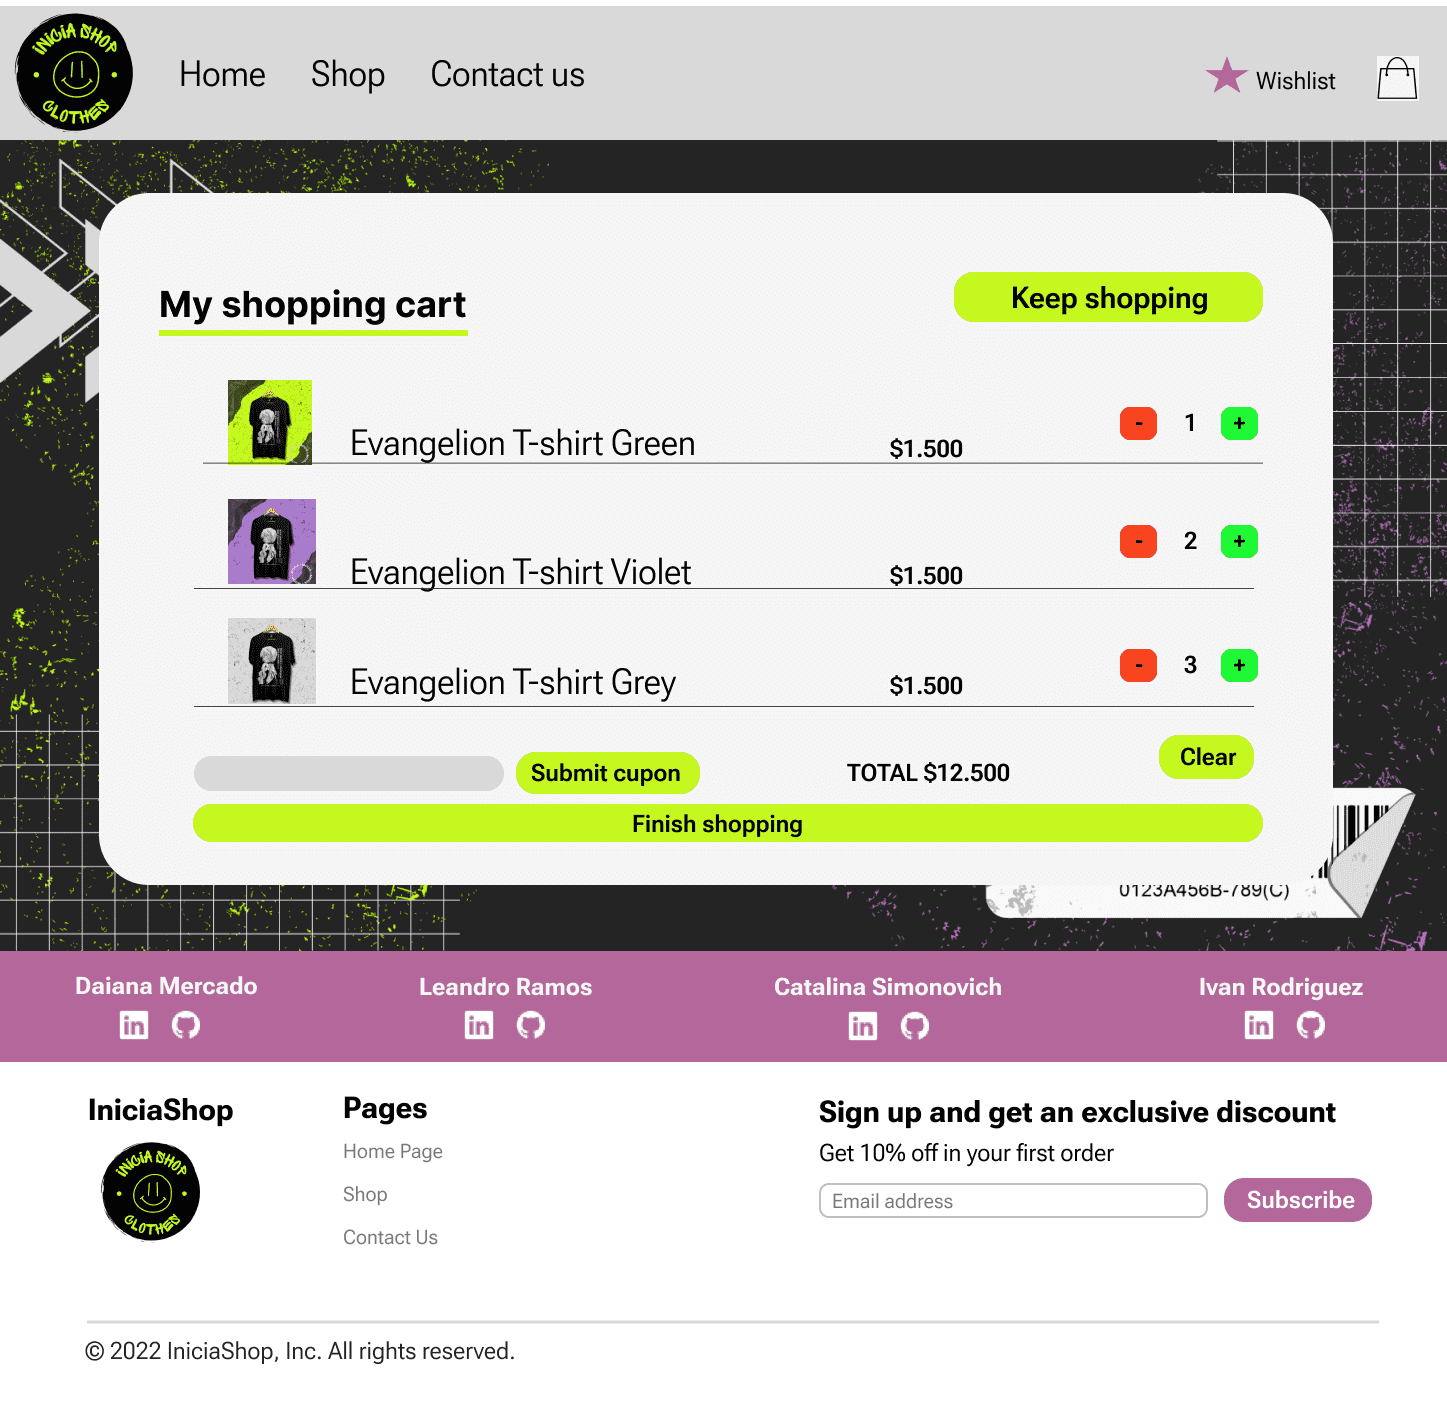 INICIA SHOP
CLOTHES
Home
Shop
Contact us
Wishlist
My shopping cart
Keep shopping
Evangelion T-shirt Green
$1.500
- 1 +
Evangelion T-shirt Violet
$1.500
- 2 +
Evangelion T-shirt Grey
$1.500
- 3 +
Submit cupon
TOTAL $12.500
Clear
Finish shopping
0123A456B-789(C)
Daiana Mercado
in
Leandro Ramos
in
Catalina Simonovich
in
Ivan Rodriguez
in
IniciaShop
INICIA SHOP
CLOTHES
Pages
Home Page
Shop
Contact Us
Sign up and get an exclusive discount
Get 10% off in your first order
Email address
Subscribe
© 2022 IniciaShop, Inc. All rights reserved.